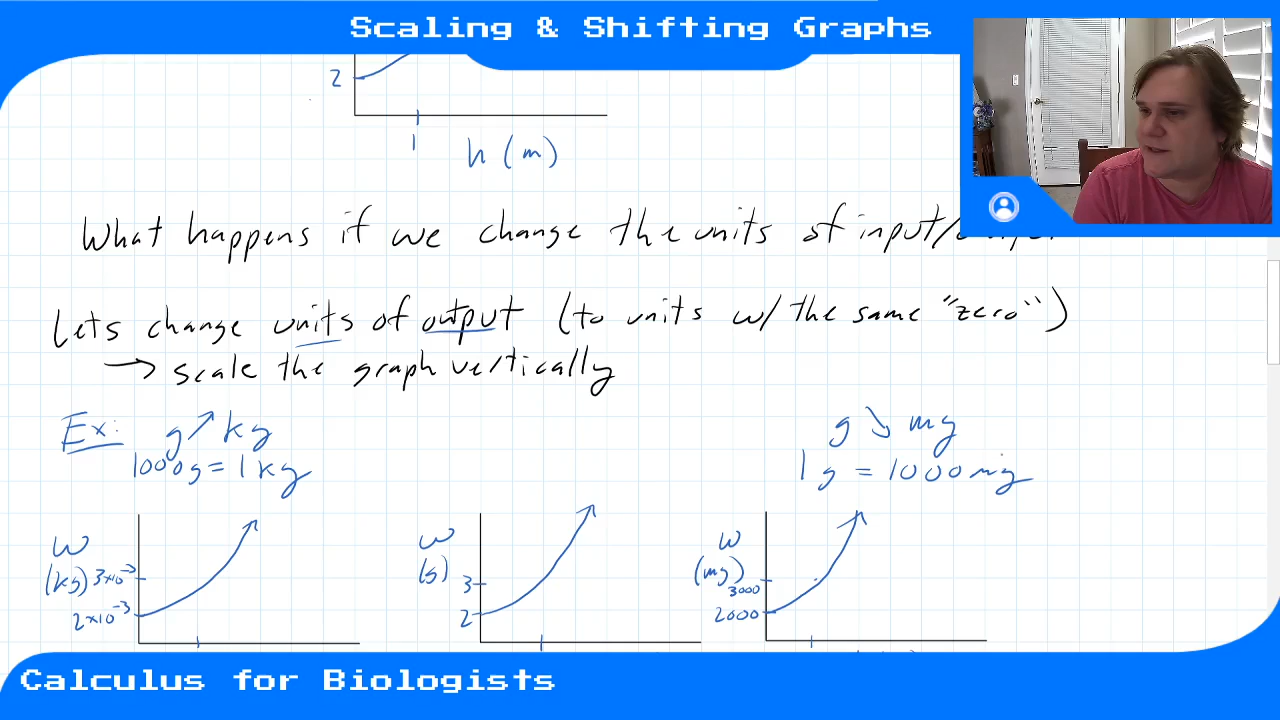 Scaling & Shifting Graphs
2
1
h (m)
What happens if we change the units of input/
Lets change units of output (to units w/ the same "zero")
→ scale the graph vertically
Ex: g ↗ kg
1000g = 1 kg
g ↘ mg
1 g = 1000 mg
W
(kg) 3×10⁻³
2×10⁻³
W
(g) 3
2
W
(mg) 3000
2000
Calculus for Biologists